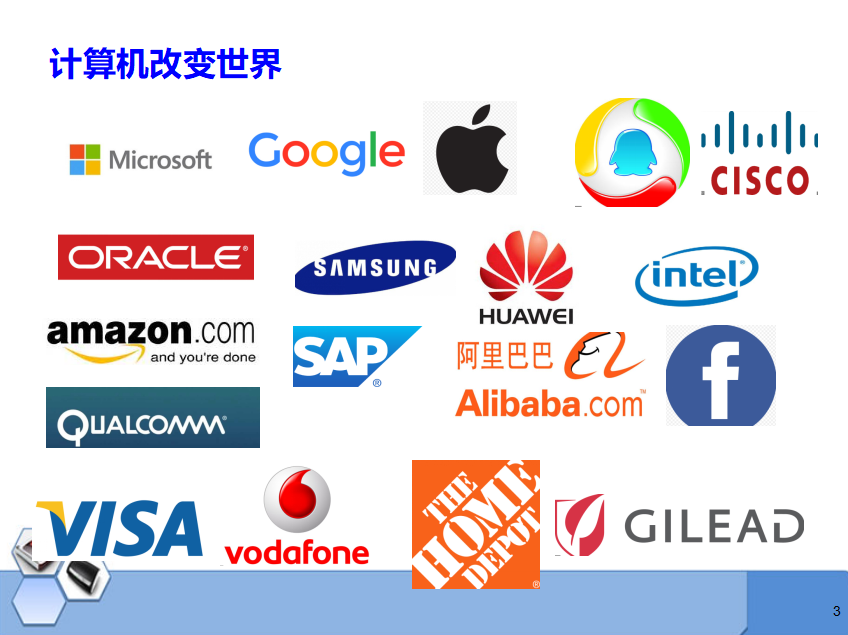 计算机改变世界
Microsoft
Google
CISCO
ORACLE®
SAMSUNG
HUAWEI
intel®
amazon.com
and you're done
SAP®
阿里巴巴
Alibaba.com™
f
QUALCOMM®
VISA
vodafone
THE
HOME
DEPOT®
GILEAD
3